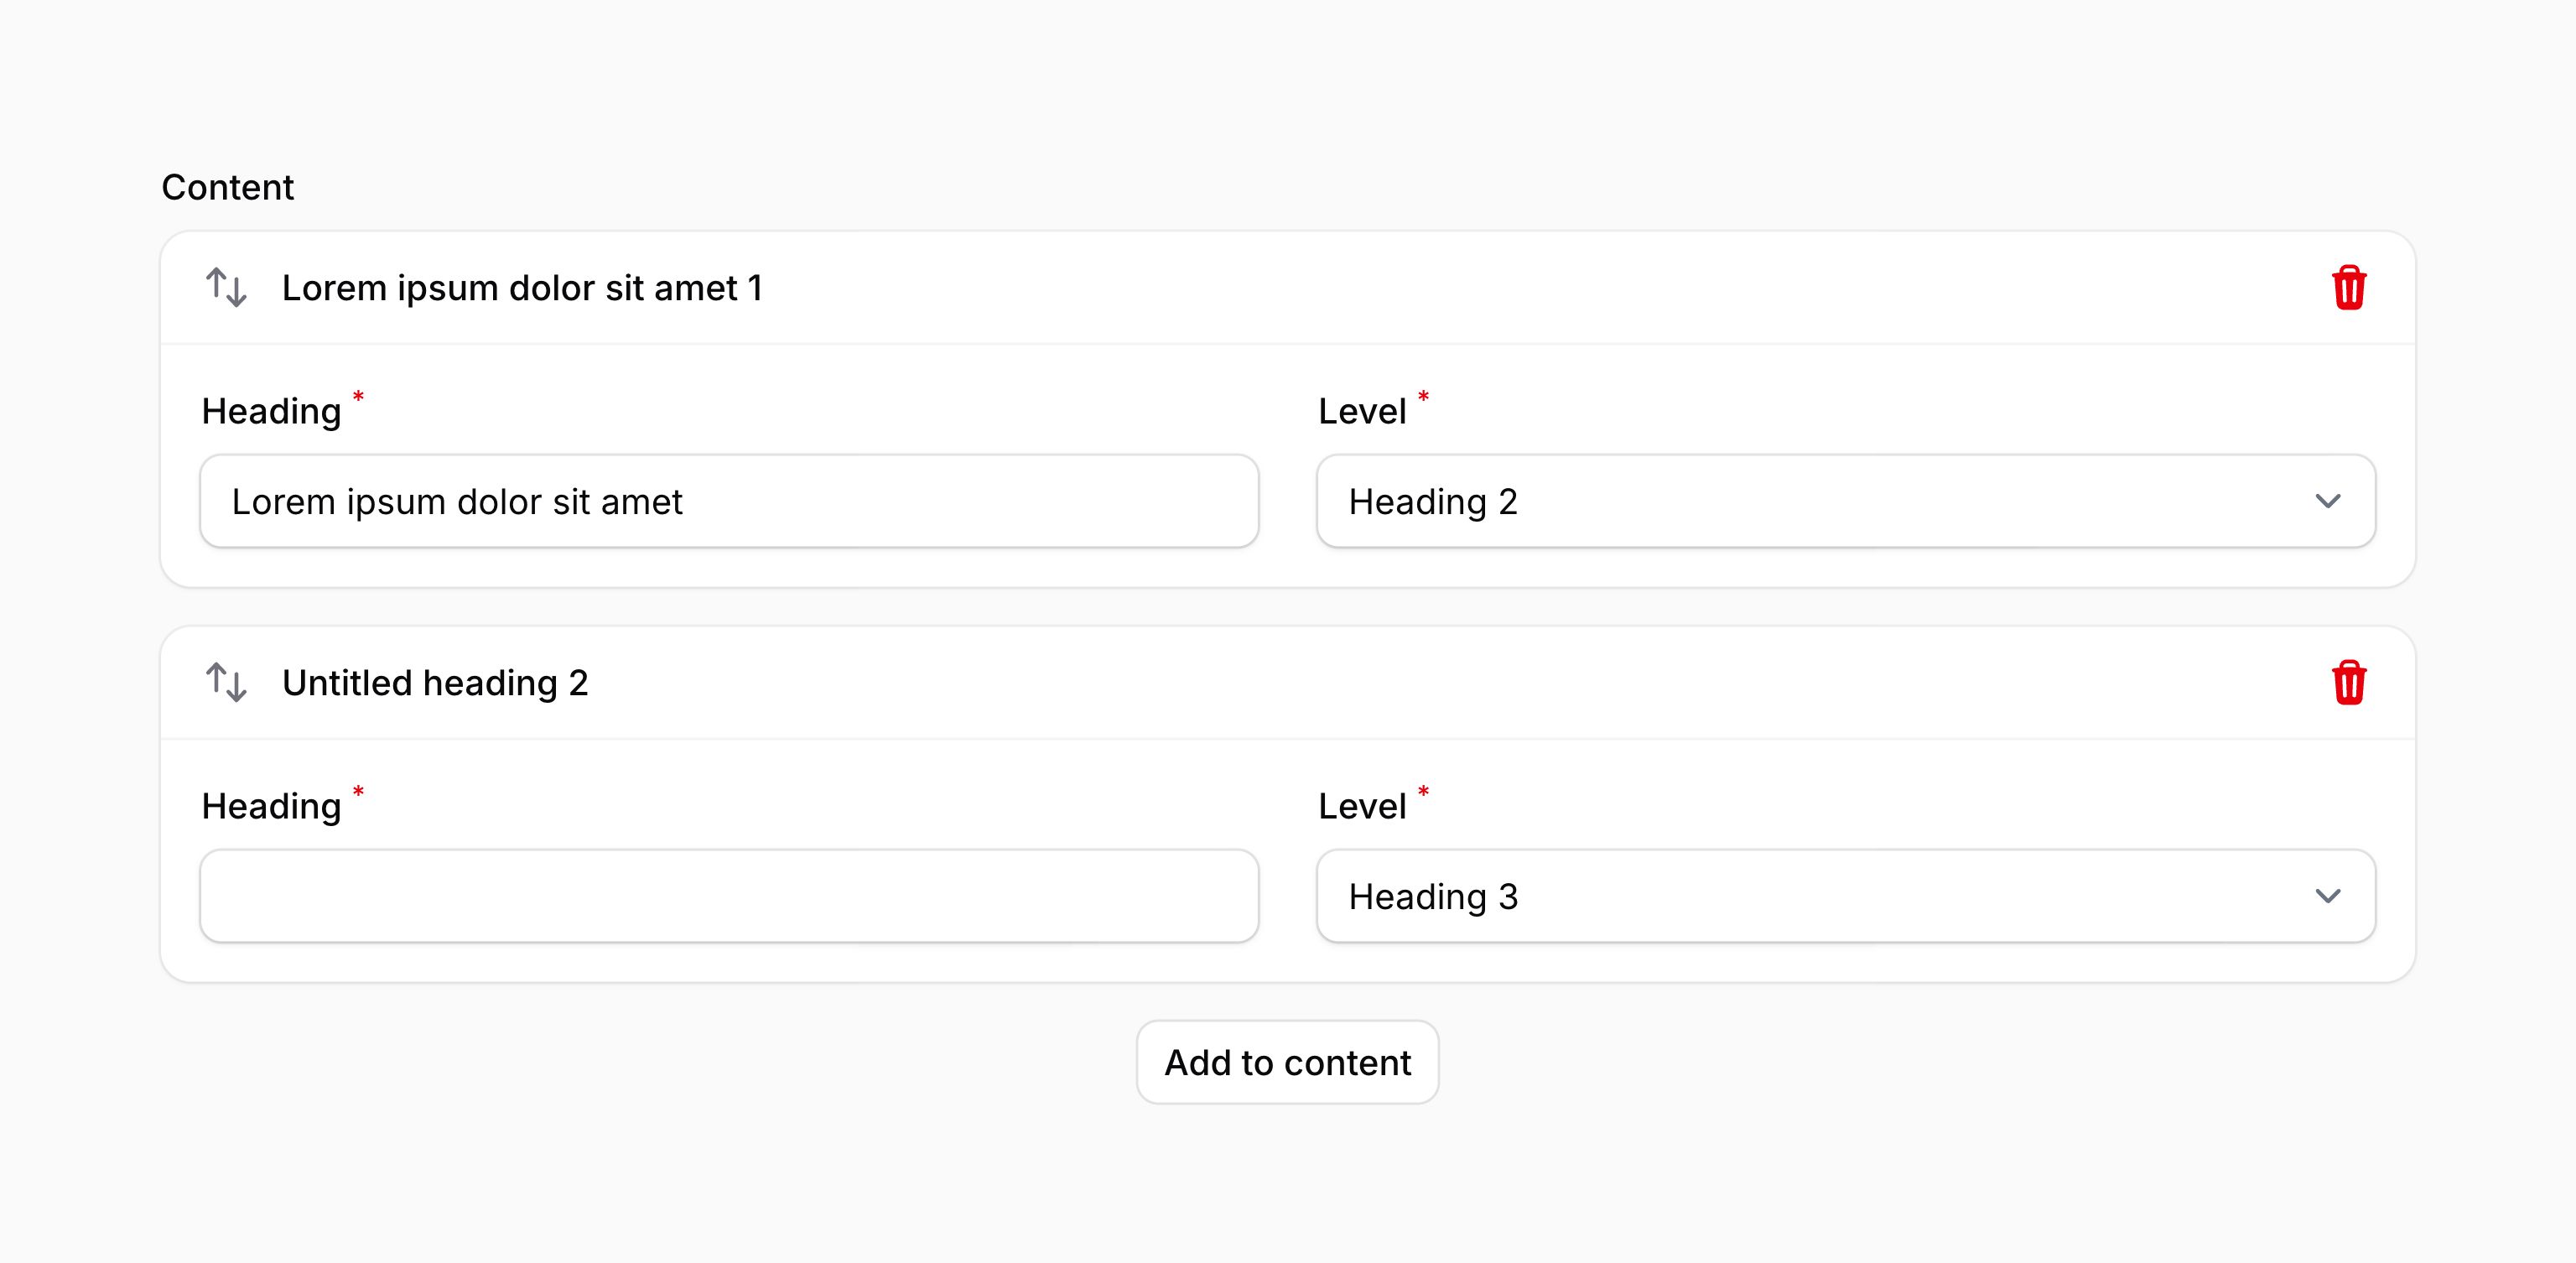 Content
Lorem ipsum dolor sit amet 1
Heading * Level *
Lorem ipsum dolor sit amet Heading 2
Untitled heading 2
Heading * Level *
Heading 3
Add to content